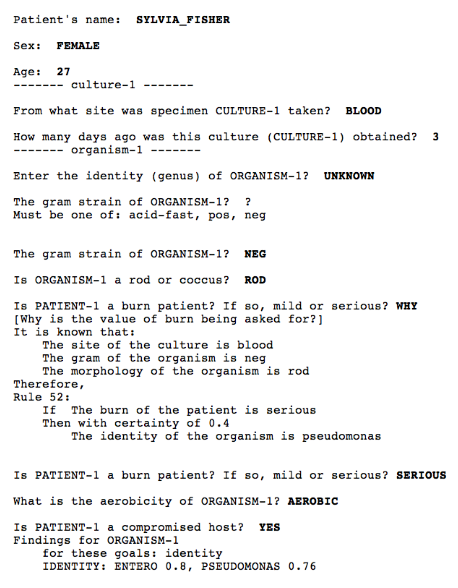 Patient's name: SYLVIA_FISHER
Sex: FEMALE
Age: 27
------- culture-1 -------
From what site was specimen CULTURE-1 taken? BLOOD
How many days ago was this culture (CULTURE-1) obtained? 3
------- organism-1 -------
Enter the identity (genus) of ORGANISM-1? UNKNOWN
The gram strain of ORGANISM-1? ?
Must be one of: acid-fast, pos, neg
The gram strain of ORGANISM-1? NEG
Is ORGANISM-1 a rod or coccus? ROD
Is PATIENT-1 a burn patient? If so, mild or serious? WHY
[Why is the value of burn being asked for?]
It is known that:
The site of the culture is blood
The gram of the organism is neg
The morphology of the organism is rod
Therefore,
Rule 52:
If The burn of the patient is serious
Then with certainty of 0.4
The identity of the organism is pseudomonas
Is PATIENT-1 a burn patient? If so, mild or serious? SERIOUS
What is the aerobicity of ORGANISM-1? AEROBIC
Is PATIENT-1 a compromised host? YES
Findings for ORGANISM-1
for these goals: identity
IDENTITY: ENTERO 0.8, PSEUDOMONAS 0.76